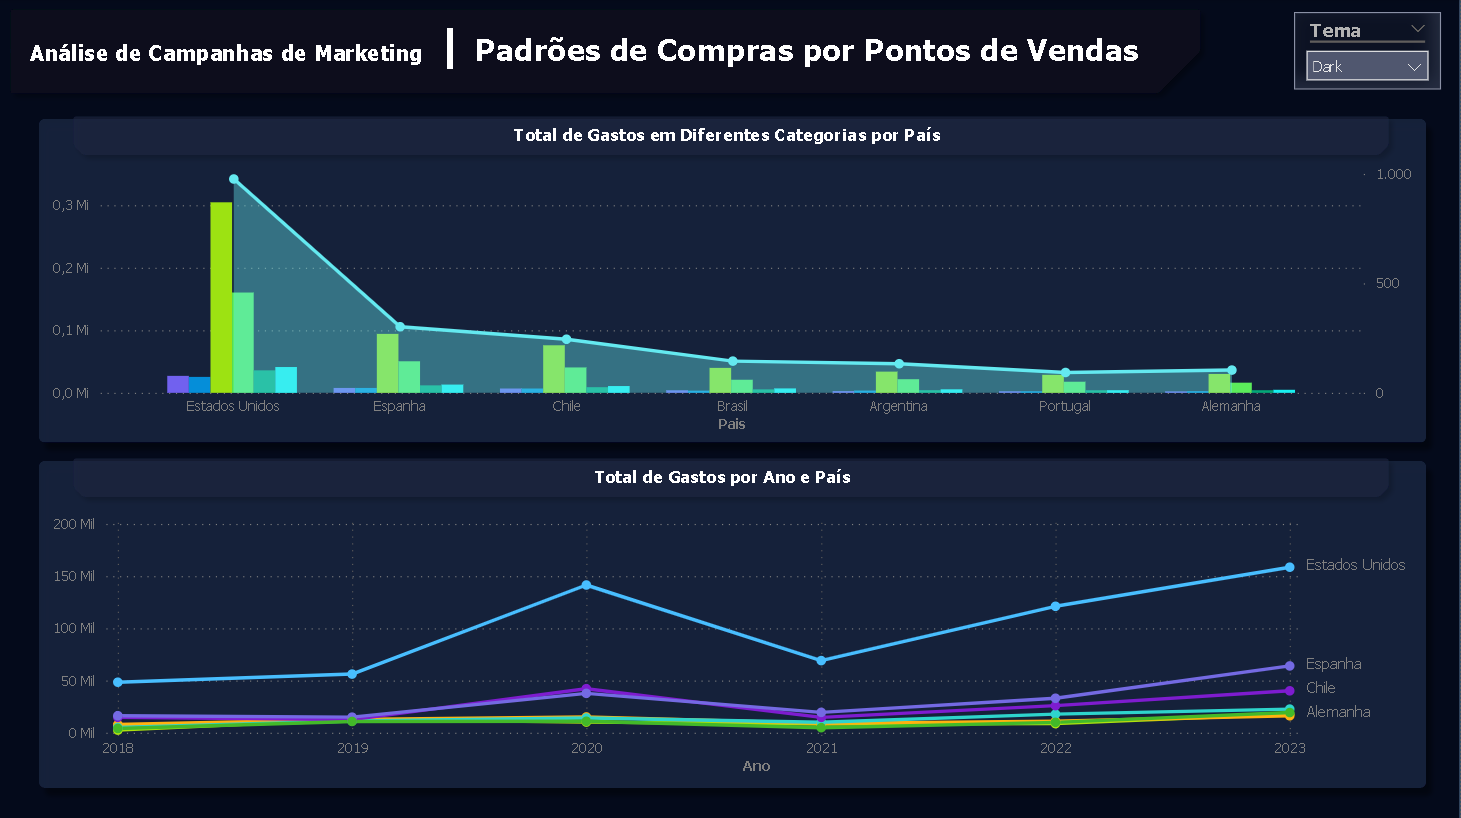 Análise de Campanhas de Marketing | Padrões de Compras por Pontos de Vendas
Tema
Dark
Total de Gastos em Diferentes Categorias por País
0,3 Mi
0,2 Mi
0,1 Mi
0,0 Mi
1.000
500
0
Estados Unidos Espanha Chile Brasil Argentina Portugal Alemanha
Pais
Total de Gastos por Ano e País
200 Mil
150 Mil
100 Mil
50 Mil
0 Mil
Estados Unidos
Espanha
Chile
Alemanha
2018 2019 2020 2021 2022 2023
Ano